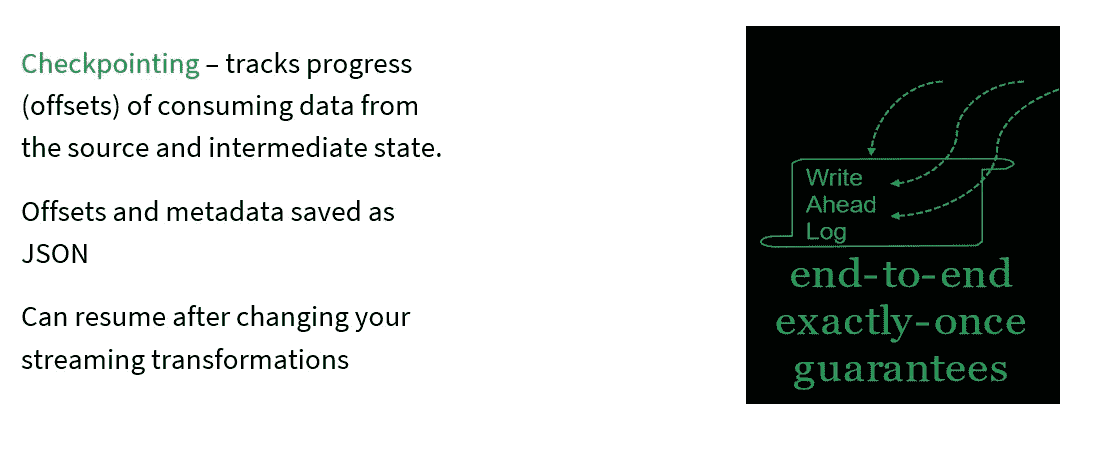 Checkpointing – tracks progress
(offsets) of consuming data from
the source and intermediate state.
Offsets and metadata saved as
JSON
Can resume after changing your
streaming transformations
Write
Ahead
Log
end-to-end
exactly-once
guarantees